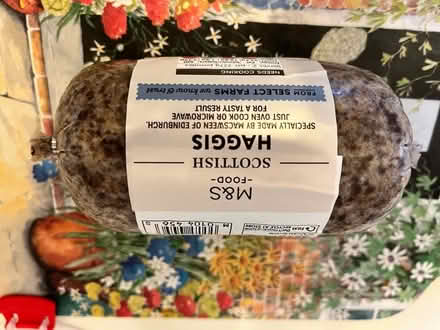 M&S
-FOOD-
SCOTTISH
HAGGIS
SPECIALLY MADE BY MACSWEEN OF EDINBURGH.
JUST OVEN COOK OR MICROWAVE
FOR A TASTY RESULT
FROM SELECT FARMS we know & trust
NEEDS COOKING